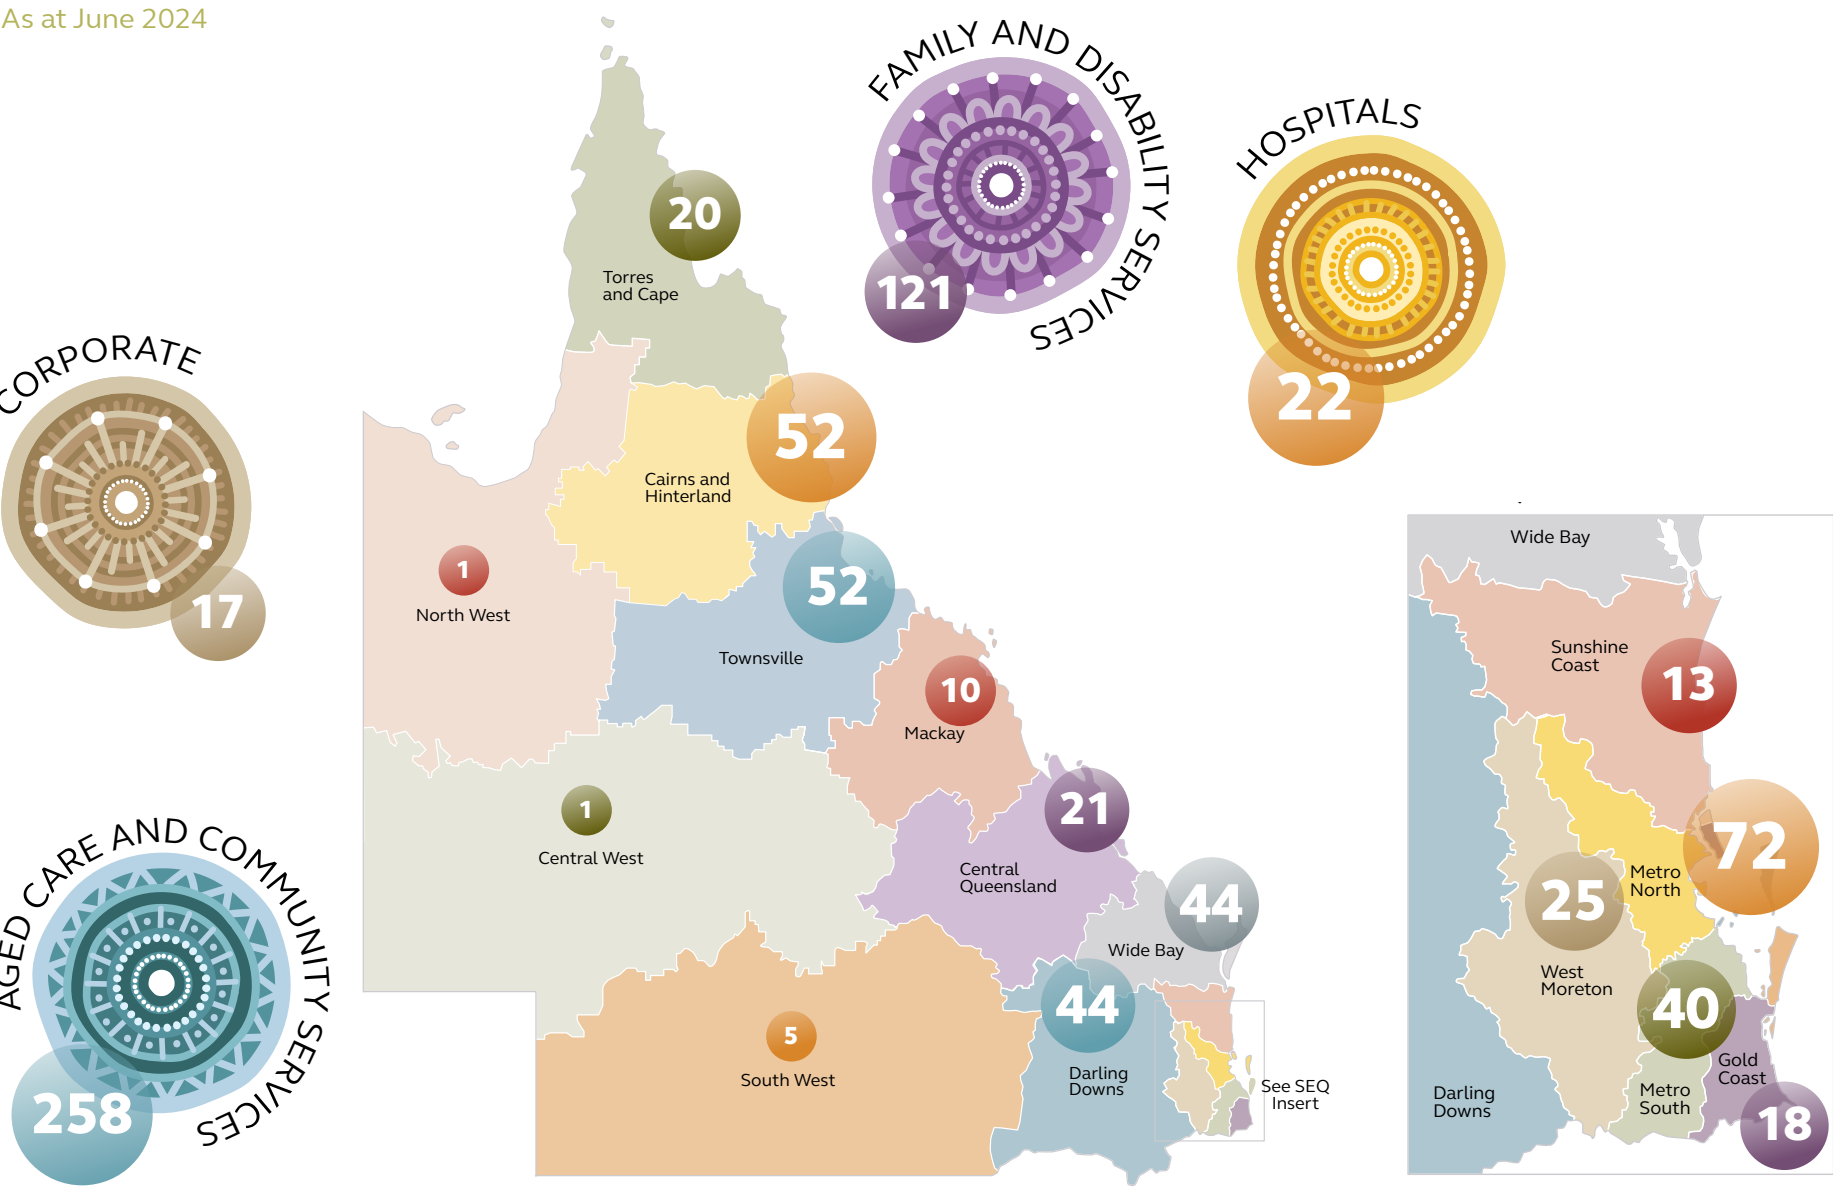 As at June 2024
FAMILY AND DISABILITY SERVICES
121
HOSPITALS
22
CORPORATE
17
AGED CARE AND COMMUNITY SERVICES
258
20
Torres
and Cape
52
Cairns and
Hinterland
1
North West
52
Townsville
10
Mackay
1
Central West
21
Central
Queensland
44
Wide Bay
44
Darling
Downs
5
South West
See SEQ
Insert
Wide Bay
Sunshine
Coast
13
72
Metro
North
25
West
Moreton
40
Metro
South
Gold
Coast
18
Darling
Downs